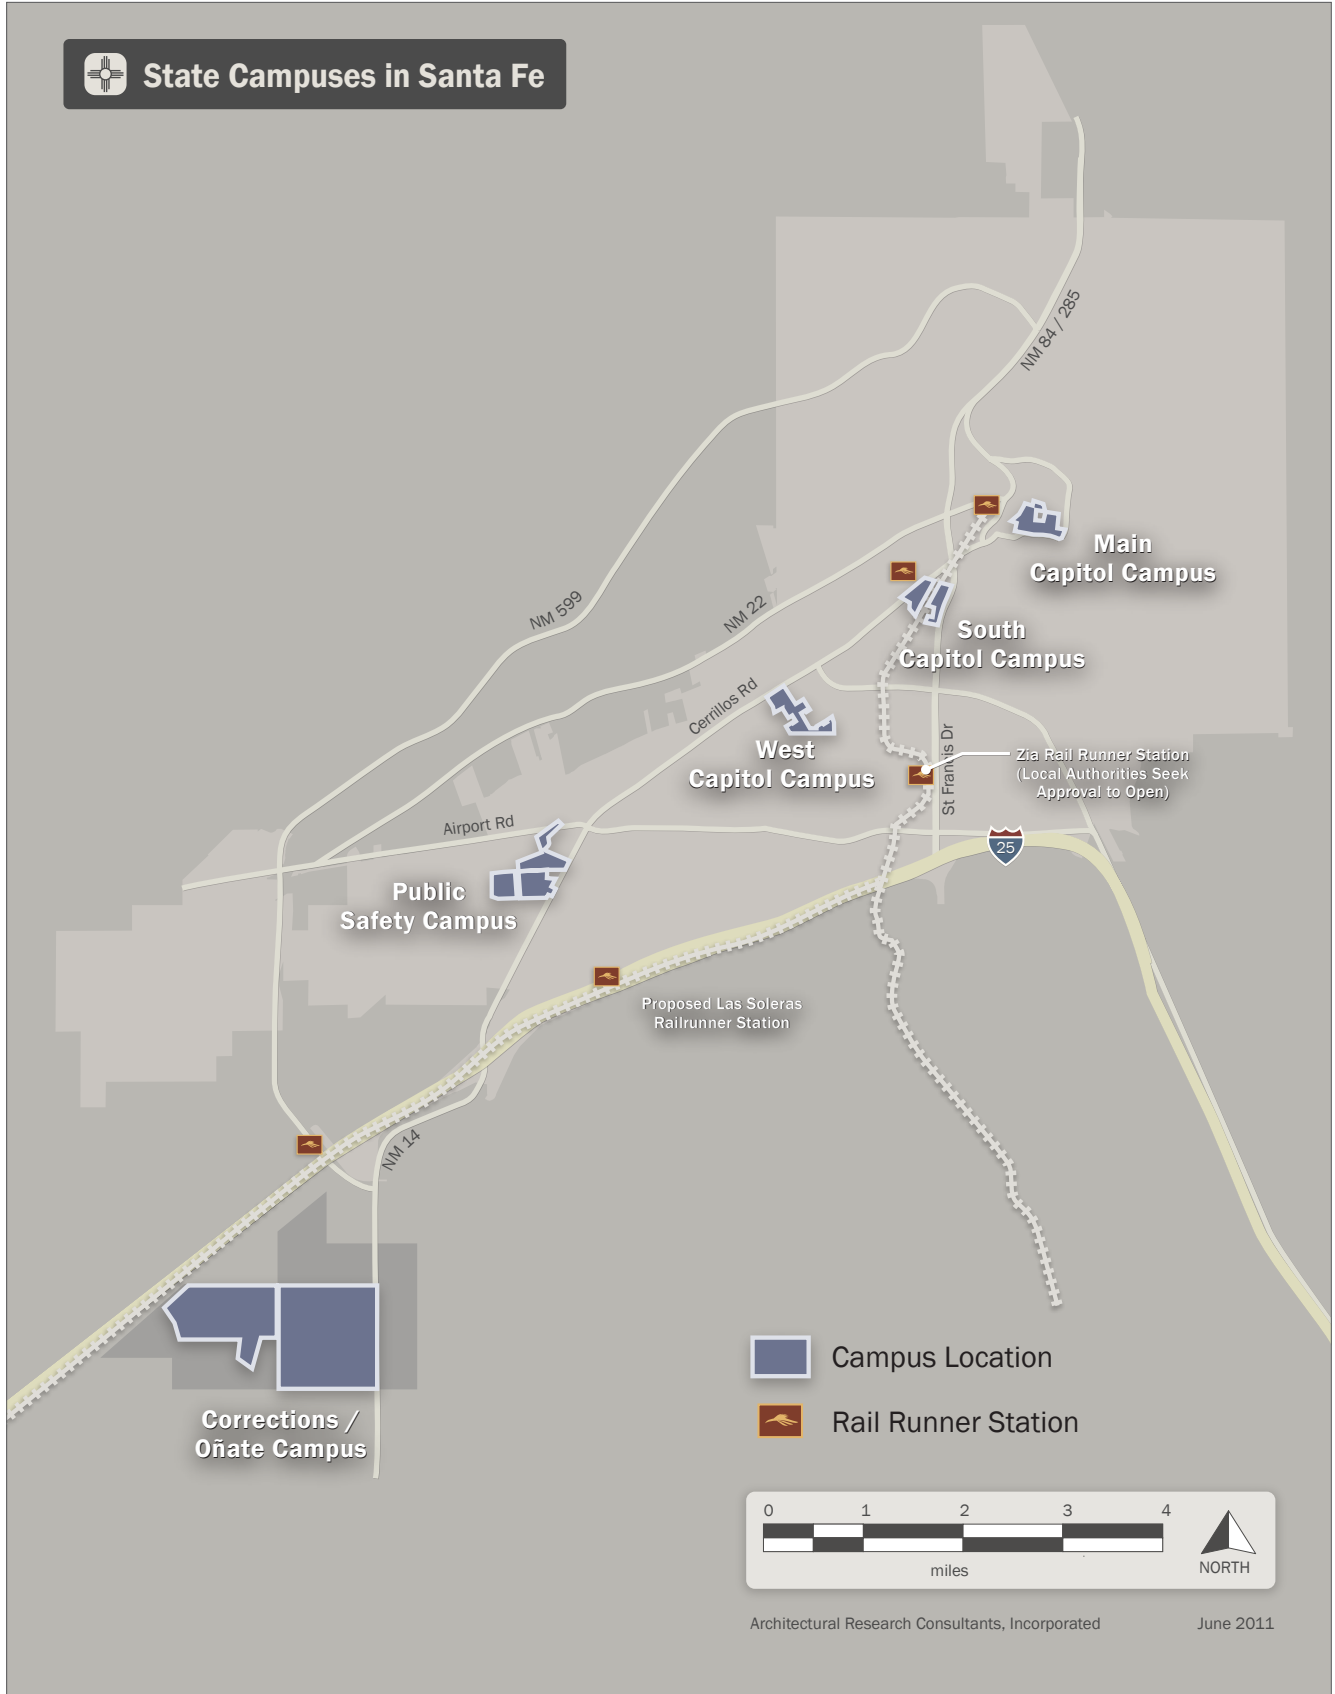 State Campuses in Santa Fe
NM 84 / 285
Main
Capitol Campus
NM 599
NM 22
South
Capitol Campus
Cerrillos Rd
West
Capitol Campus
St Francis Dr
Zia Rail Runner Station
(Local Authorities Seek
Approval to Open)
Airport Rd
25
Public
Safety Campus
Proposed Las Soleras
Railrunner Station
NM 14
Corrections /
Oñate Campus
Campus Location
Rail Runner Station
0 1 2 3 4
miles
NORTH
Architectural Research Consultants, Incorporated
June 2011